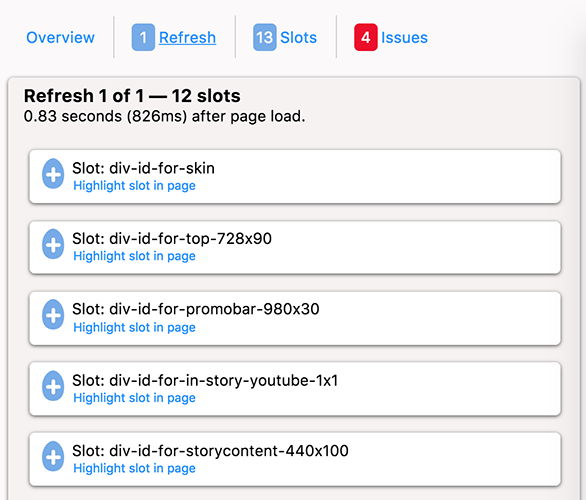 Overview
1 Refresh
13 Slots
4 Issues
Refresh 1 of 1 — 12 slots
0.83 seconds (826ms) after page load.
Slot: div-id-for-skin
Highlight slot in page
Slot: div-id-for-top-728x90
Highlight slot in page
Slot: div-id-for-promobar-980x30
Highlight slot in page
Slot: div-id-for-in-story-youtube-1x1
Highlight slot in page
Slot: div-id-for-storycontent-440x100
Highlight slot in page